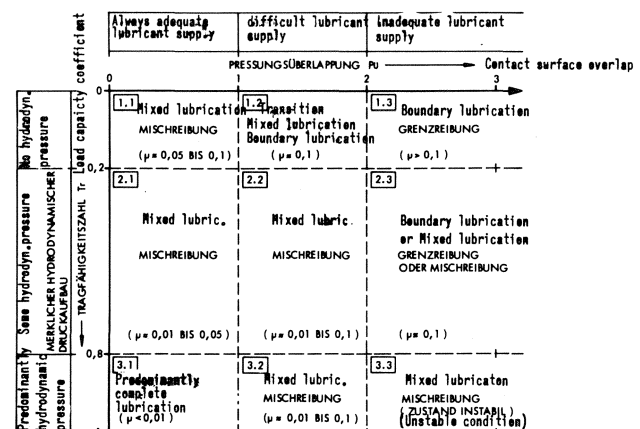 Always adequate
lubricant supply
difficult lubricant
supply
Inadequate lubricant
supply
PRESSUNGSÜBERLAPPUNG Pu
Contact surface overlap
0
1
2
3
Load capaicty coefficient
TRAGFÄHIGKEITSZAHL Tr
0
0,2
0,8
No hydrodyn.
pressure
1.1
Mixed lubrication
MISCHREIBUNG
(μ= 0,05 BIS 0,1)
1.2
Transition
Mixed lubrication
Boundary lubrication
(μ= 0,1)
1.3
Boundary lubrication
GRENZREIBUNG
(μ> 0,1)
Some hydrodyn.pressure
MERKLICHER HYDRODYNAMISCHER
DRUCKAUFBAU
2.1
Mixed lubric.
MISCHREIBUNG
(μ= 0,01 BIS 0,05)
2.2
Mixed lubric
MISCHREIBUNG
(μ= 0,01 BIS 0,1)
2.3
Boundary lubrication
or Mixed lubrication
GRENZREIBUNG
ODER MISCHREIBUNG
(μ= 0,1)
Predominantly
hydrodynamic
pressure
3.1
Predominantly
complete
lubrication
(μ<0,01)
3.2
Mixed lubric.
MISCHREIBUNG
(μ= 0,01 BIS 0,1)
3.3
Mixed lubricaton
MISCHREIBUNG
(ZUSTAND INSTABIL)
(Unstable condition)